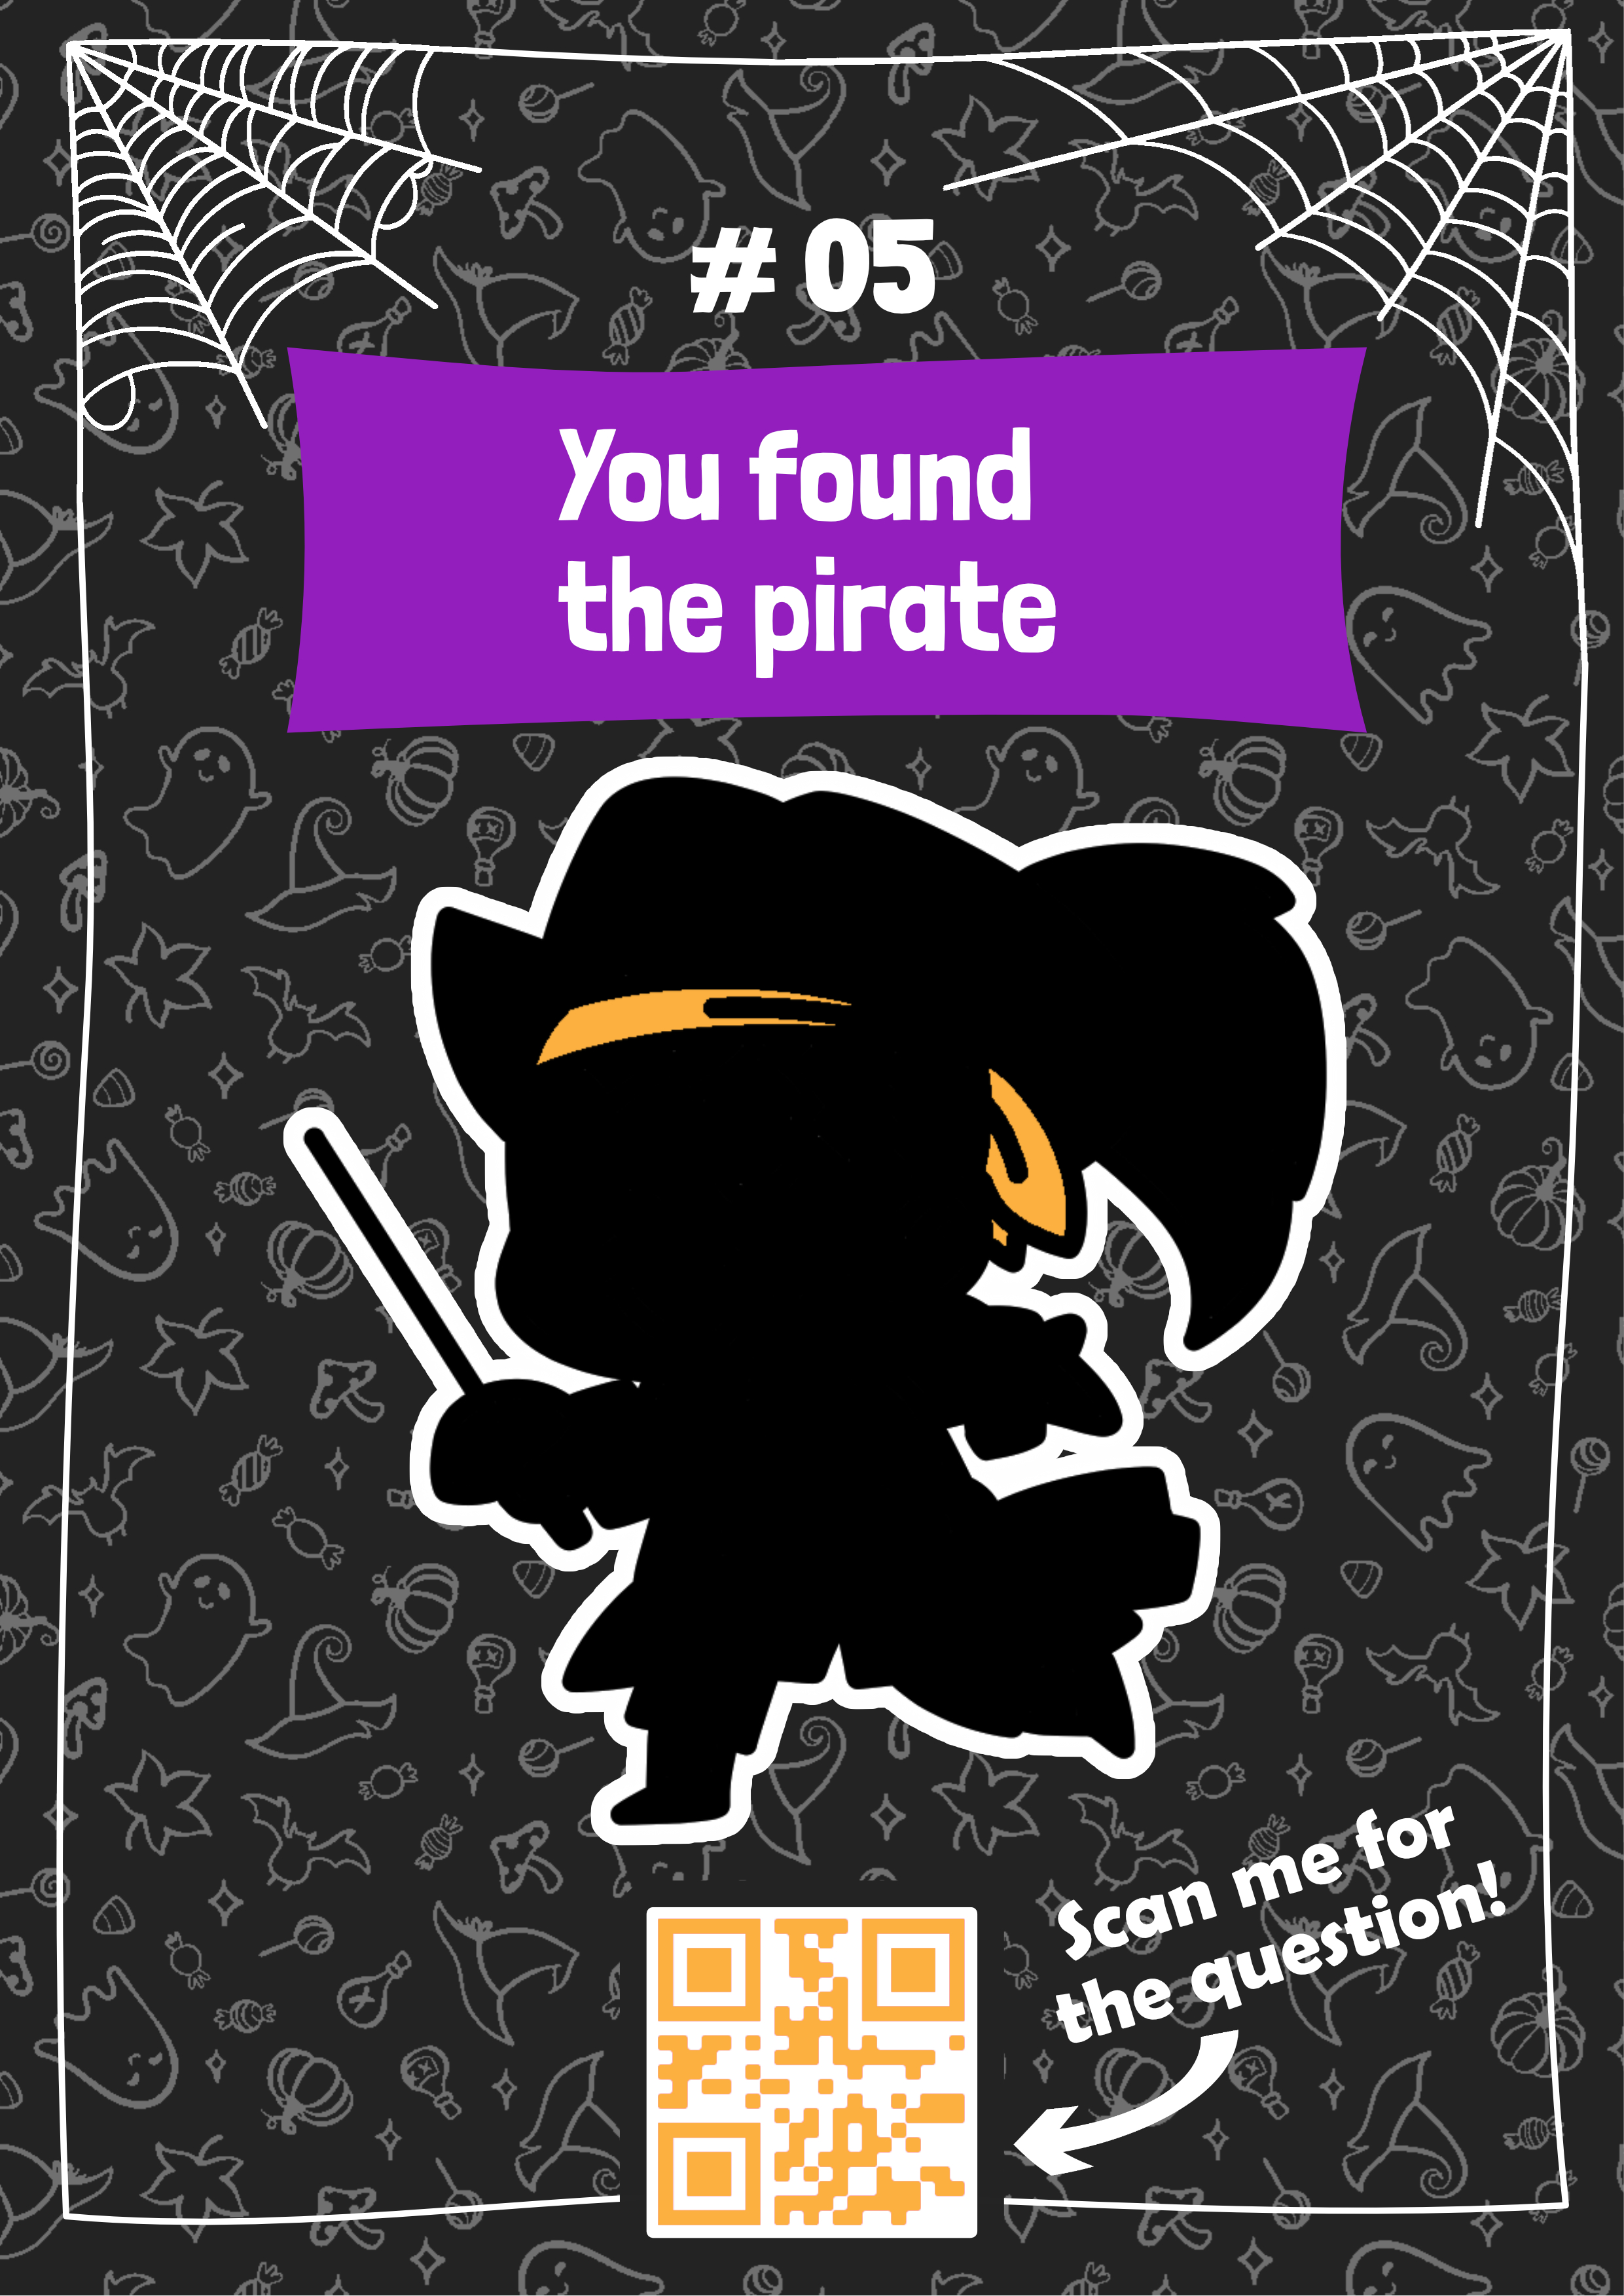 # 05
You found
the pirate
Scan me for
the question!